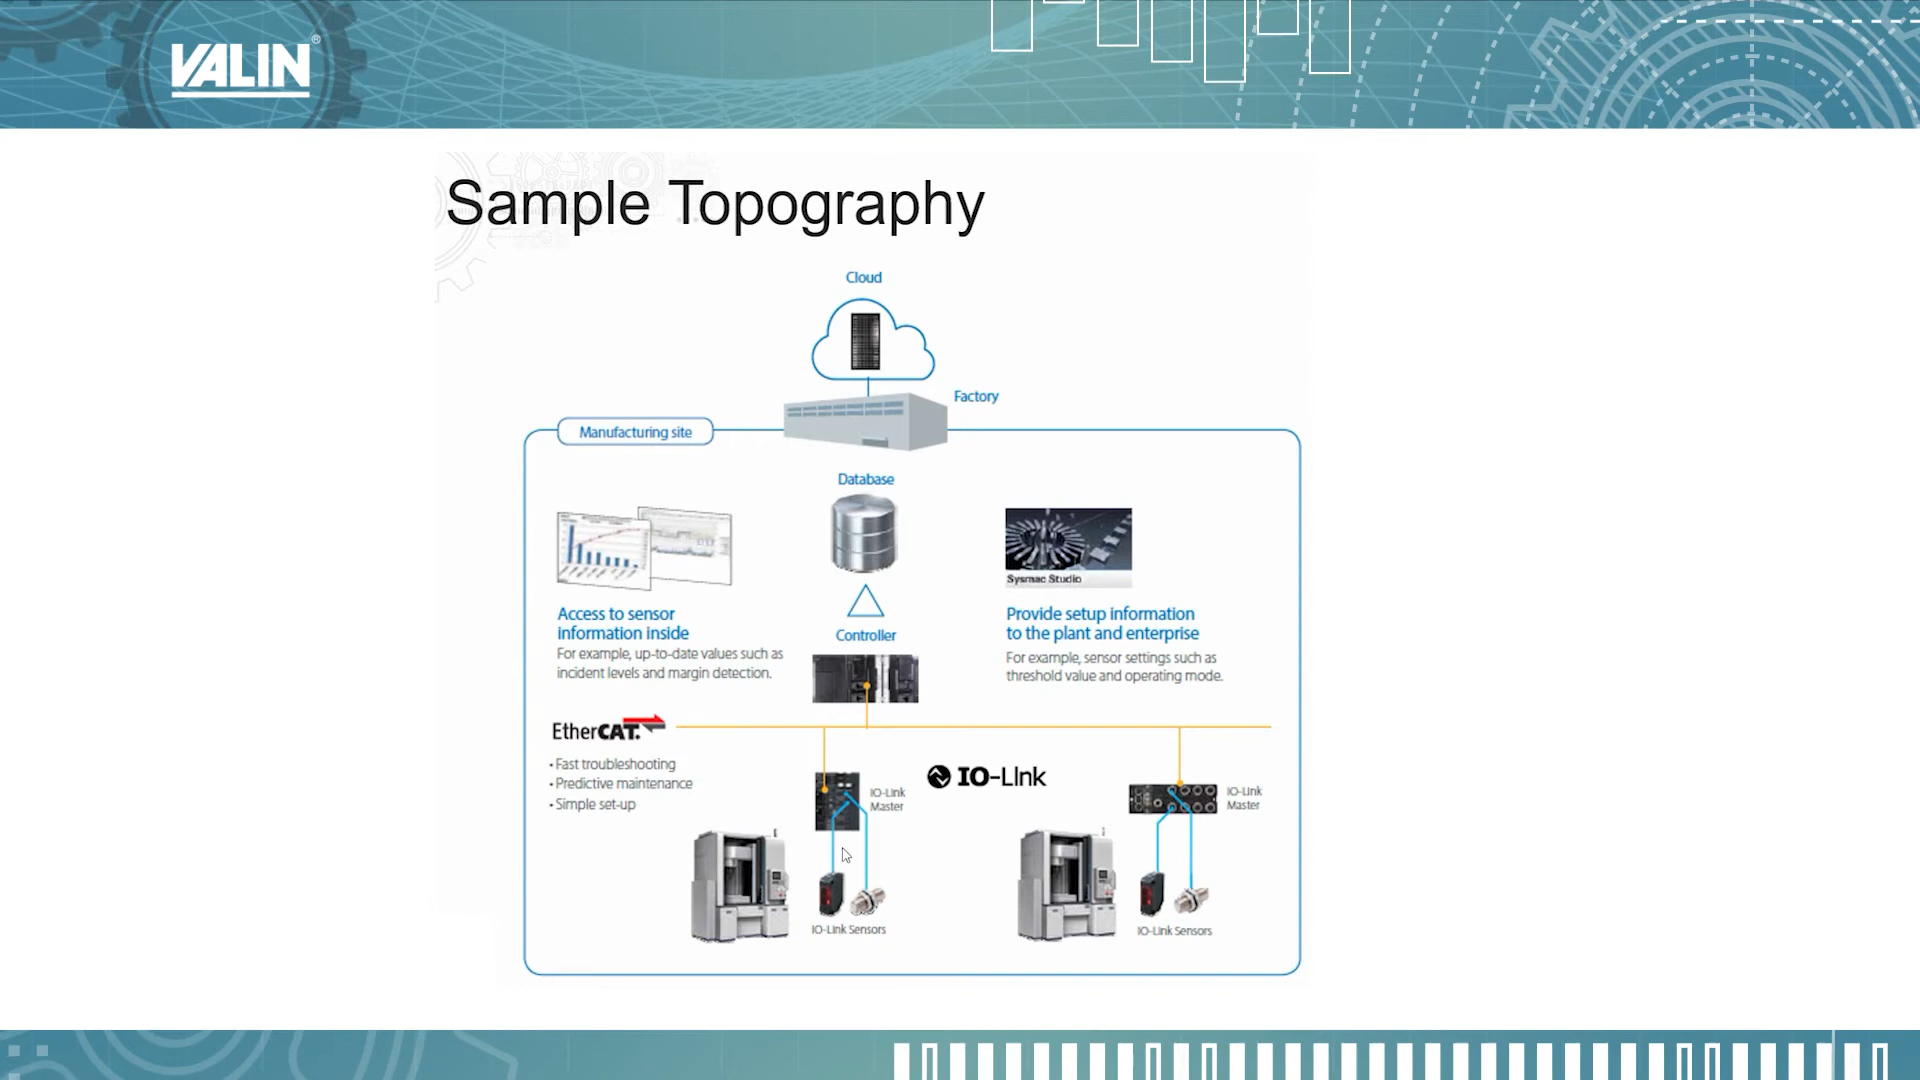 VALIN®
Sample Topography
Cloud
Factory
Manufacturing site
Database
Sysmac Studio
Access to sensor
information inside
For example, up-to-date values such as
incident levels and margin detection.
Controller
Provide setup information
to the plant and enterprise
For example, sensor settings such as
threshold value and operating mode.
EtherCAT.
• Fast troubleshooting
• Predictive maintenance
• Simple set-up
IO-Link
Master
IO-Link
IO-Link
Master
IO-Link Sensors
IO-Link Sensors